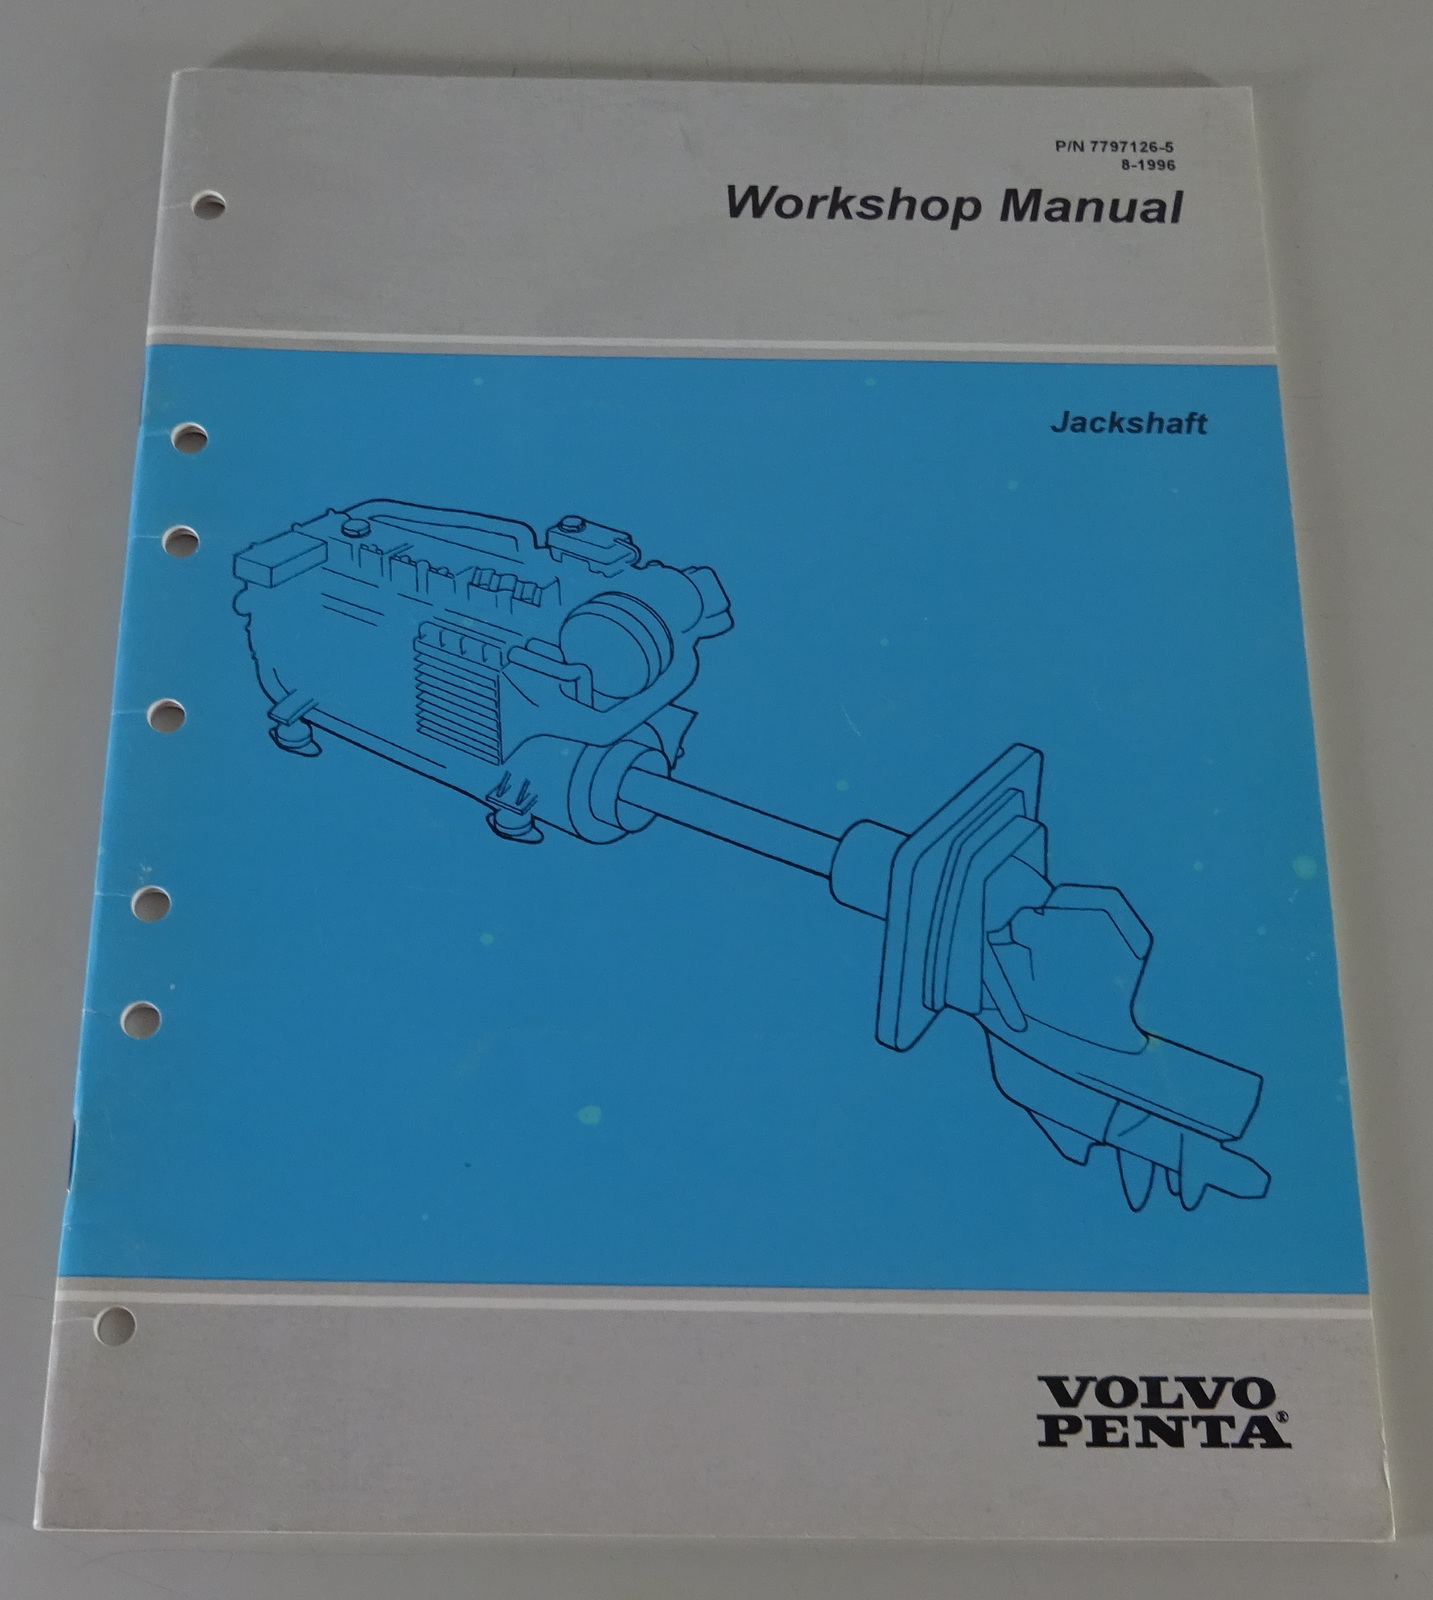 P/N 7797126-5
8-1996
Workshop Manual
Jackshaft
VOLVO
PENTA®